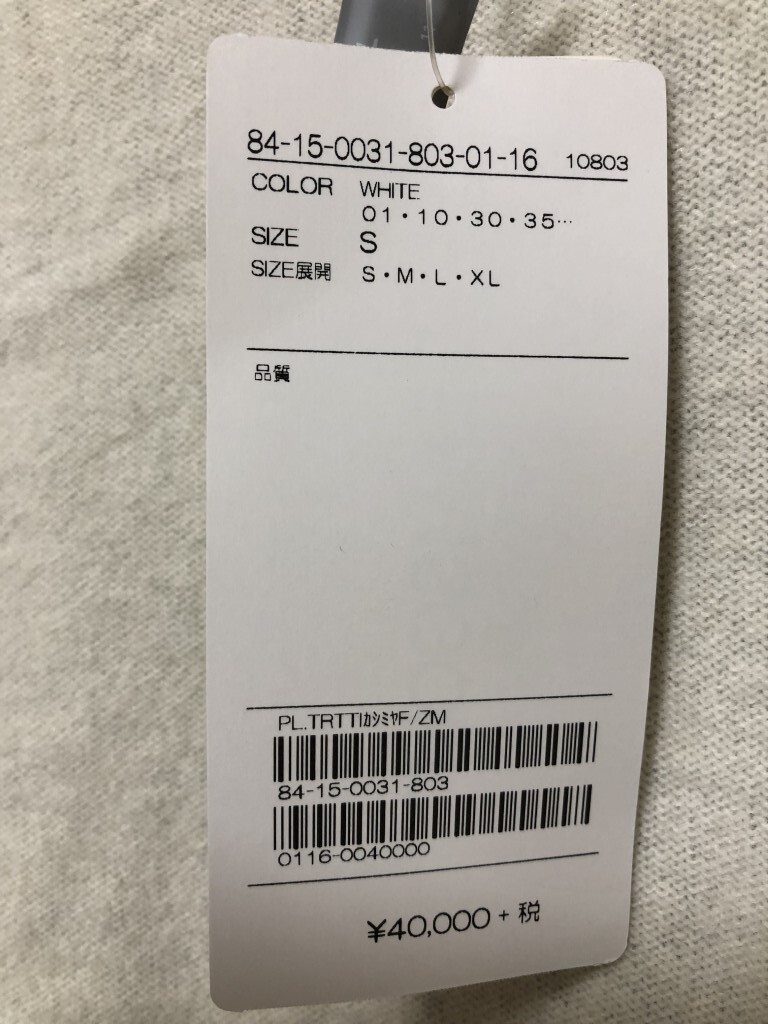 84-15-0031-803-01-16 10803
COLOR WHITE
01・10・30・35…
SIZE S
SIZE展開 S・M・L・XL
品質
PL.TRTTIｶｼﾐﾔF/ZM
84-15-0031-803
0116-0040000
¥40,000+税